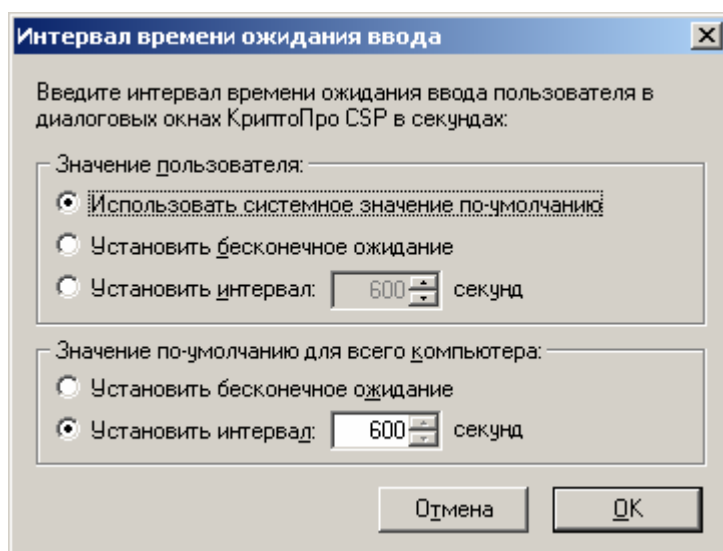 Интервал времени ожидания ввода
Введите интервал времени ожидания ввода пользователя в
диалоговых окнах КриптоПро CSP в секундах:
Значение пользователя:
Использовать системное значение по-умолчанию
Установить бесконечное ожидание
Установить интервал: 600 секунд
Значение по-умолчанию для всего компьютера:
Установить бесконечное ожидание
Установить интервал: 600 секунд
Отмена OK